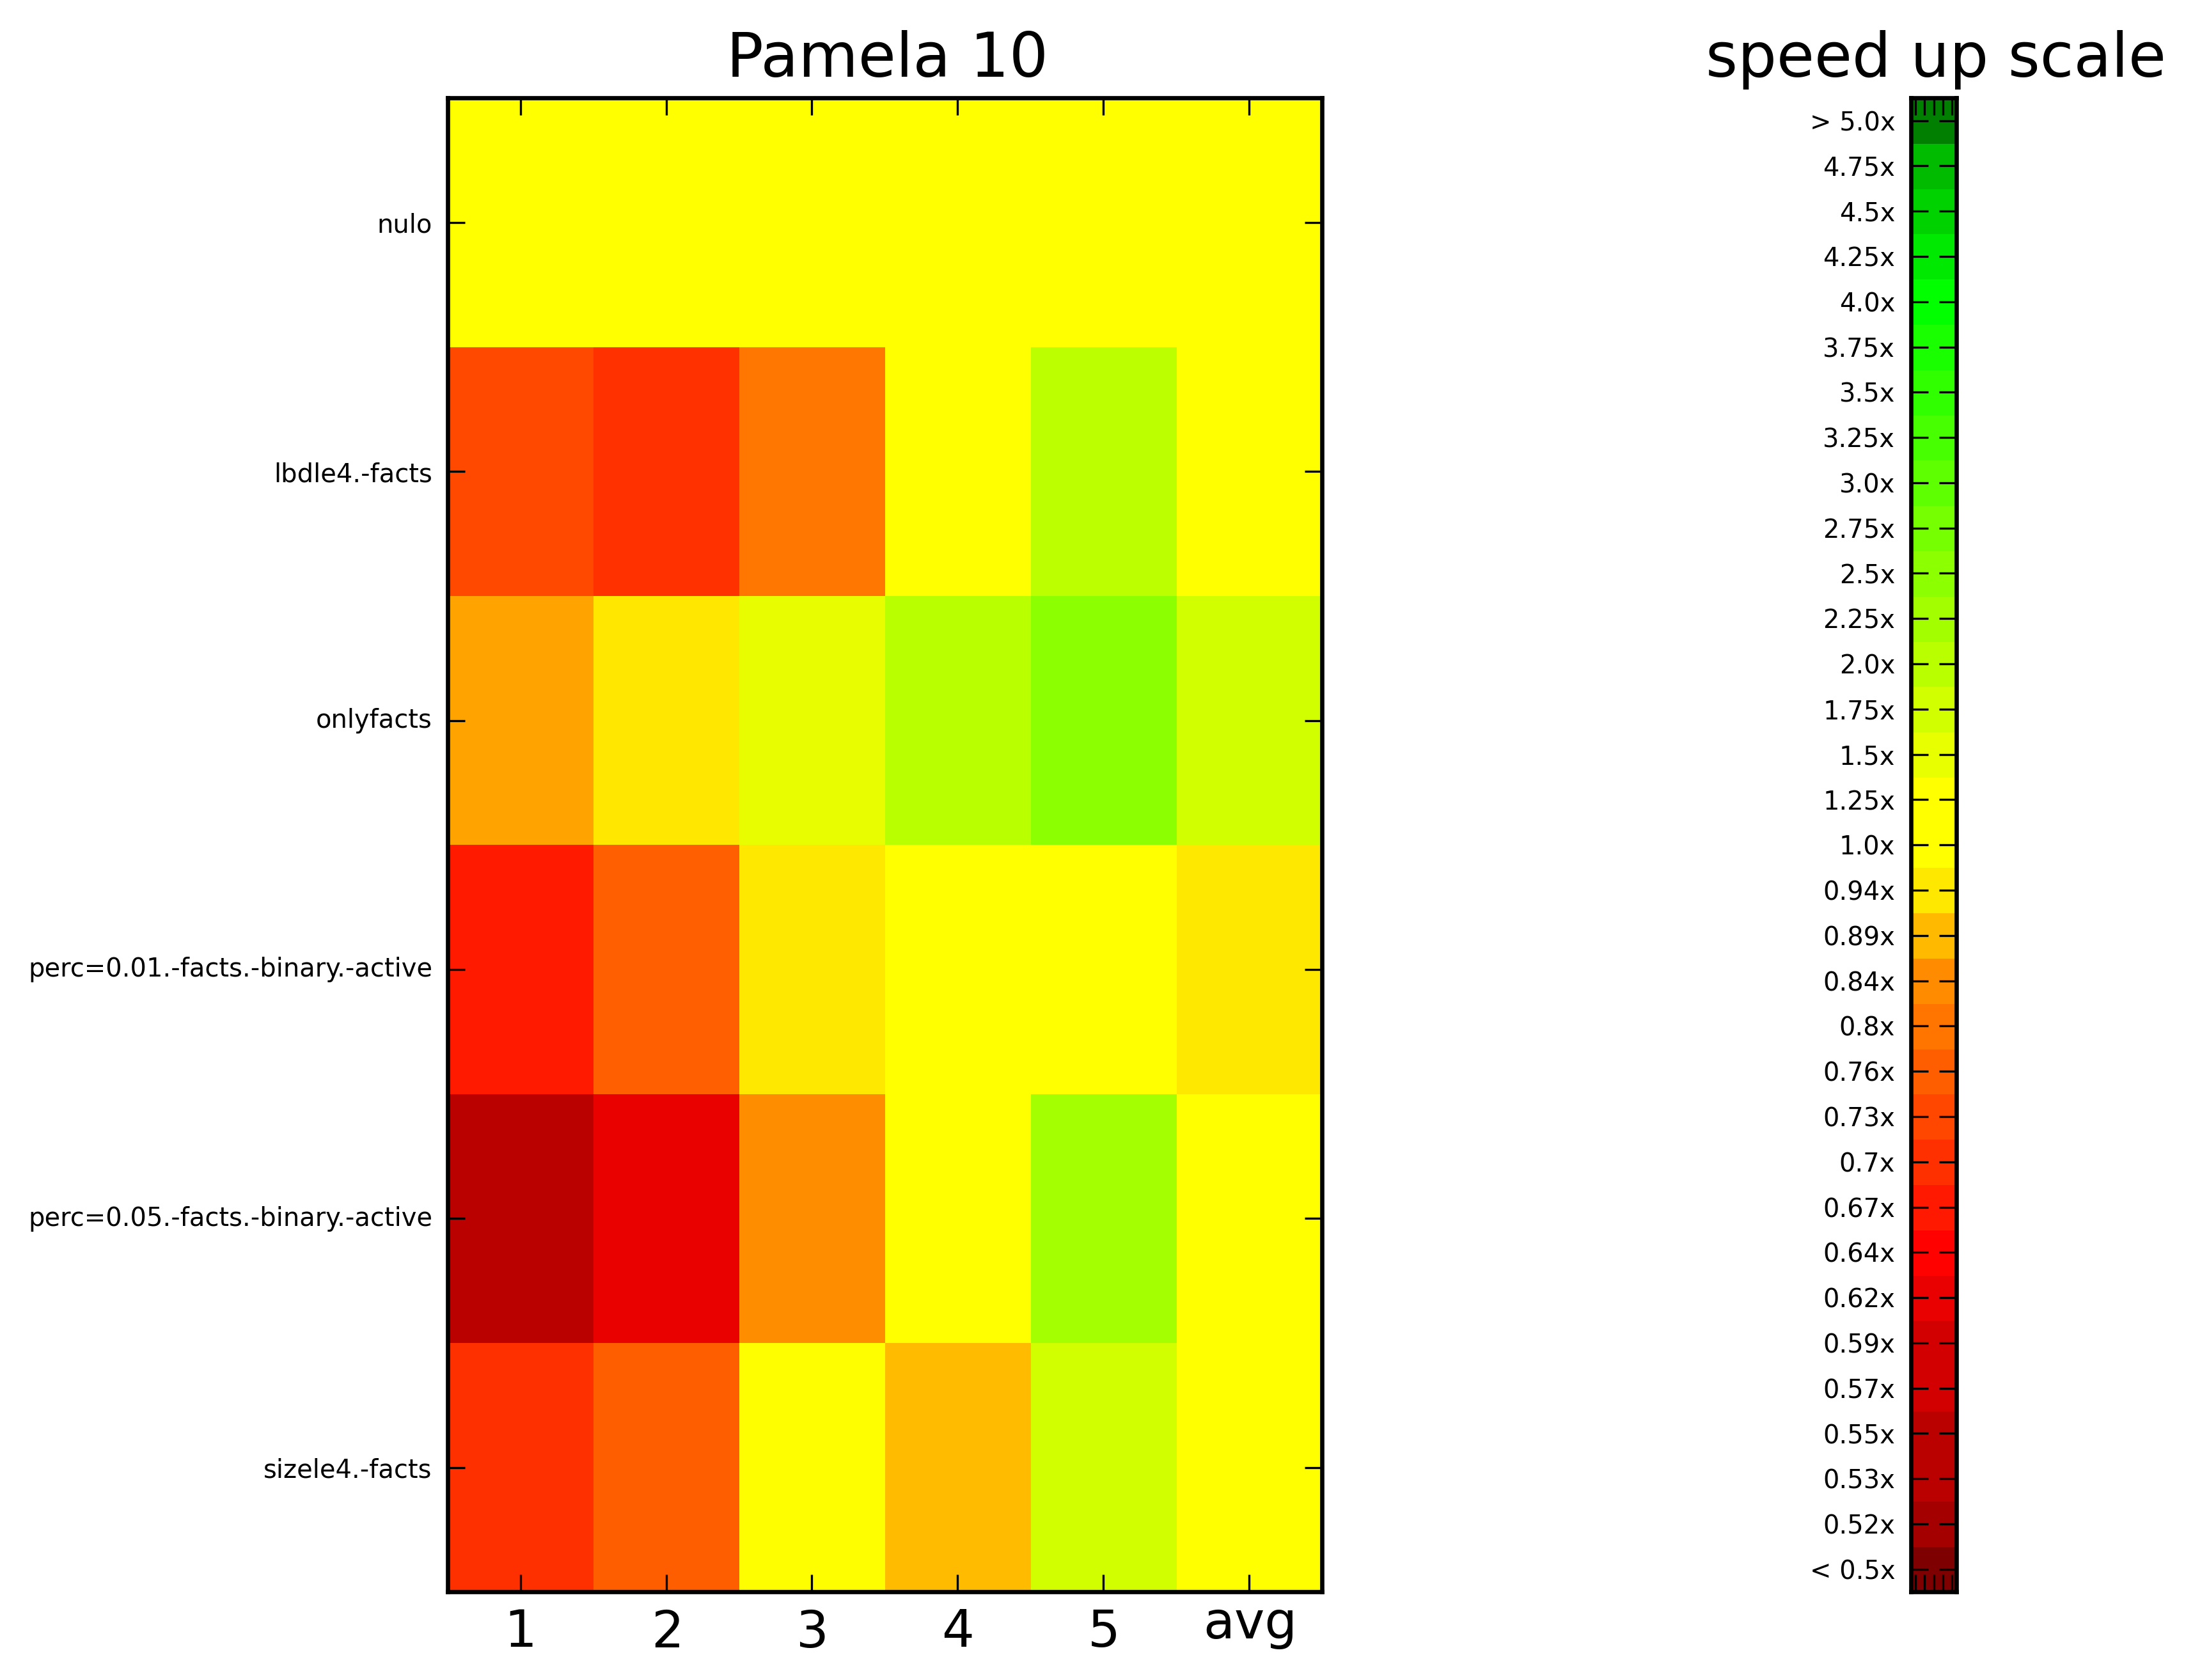 Pamela 10
speed up scale
nulo
lbdle4.-facts
onlyfacts
perc=0.01.-facts.-binary.-active
perc=0.05.-facts.-binary.-active
sizele4.-facts
1 2 3 4 5 avg
> 5.0x
4.75x
4.5x
4.25x
4.0x
3.75x
3.5x
3.25x
3.0x
2.75x
2.5x
2.25x
2.0x
1.75x
1.5x
1.25x
1.0x
0.94x
0.89x
0.84x
0.8x
0.76x
0.73x
0.7x
0.67x
0.64x
0.62x
0.59x
0.57x
0.55x
0.53x
0.52x
< 0.5x